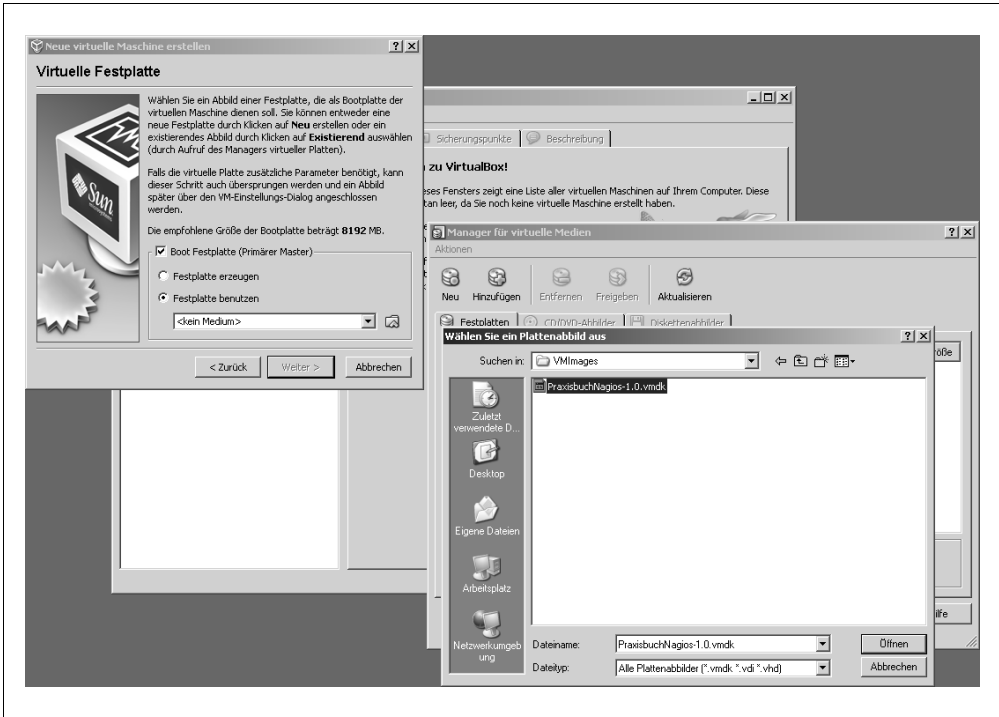 Neue virtuelle Maschine erstellen
Virtuelle Festplatte
Wählen Sie ein Abbild einer Festplatte, die als Bootplatte der
virtuellen Maschine dienen soll. Sie können entweder eine
neue Festplatte durch Klicken auf Neu erstellen oder ein
existierendes Abbild durch Klicken auf Existierend auswählen
(durch Aufruf des Managers virtueller Platten).
Falls die virtuelle Platte zusätzliche Parameter benötigt, kann
dieser Schritt auch übersprungen werden und ein Abbild
später über den VM-Einstellungs-Dialog angeschlossen
werden.
Die empfohlene Größe der Bootplatte beträgt 8192 MB.
Boot Festplatte (Primärer Master)
Festplatte erzeugen
Festplatte benutzen
<kein Medium>
< Zurück
Weiter >
Abbrechen
Sun
microsystems
Sicherungspunkte
Beschreibung
zu VirtualBox!
eses Fensters zeigt eine Liste aller virtuellen Maschinen auf Ihrem Computer. Diese
tan leer, da Sie noch keine virtuelle Maschine erstellt haben.
Manager für virtuelle Medien
Aktionen
Neu
Hinzufügen
Entfernen
Freigeben
Aktualisieren
Festplatten
CD/DVD-Abbilder
Diskettenabbilder
öße
ilfe
Wählen Sie ein Plattenabbild aus
Suchen in:
VMImages
PraxisbuchNagios-1.0.vmdk
Zuletzt
verwendete D...
Desktop
Eigene Dateien
Arbeitsplatz
Netzwerkumgeb
ung
Dateiname:
PraxisbuchNagios-1.0.vmdk
Öffnen
Dateityp:
Alle Plattenabbilder (*.vmdk *.vdi *.vhd)
Abbrechen